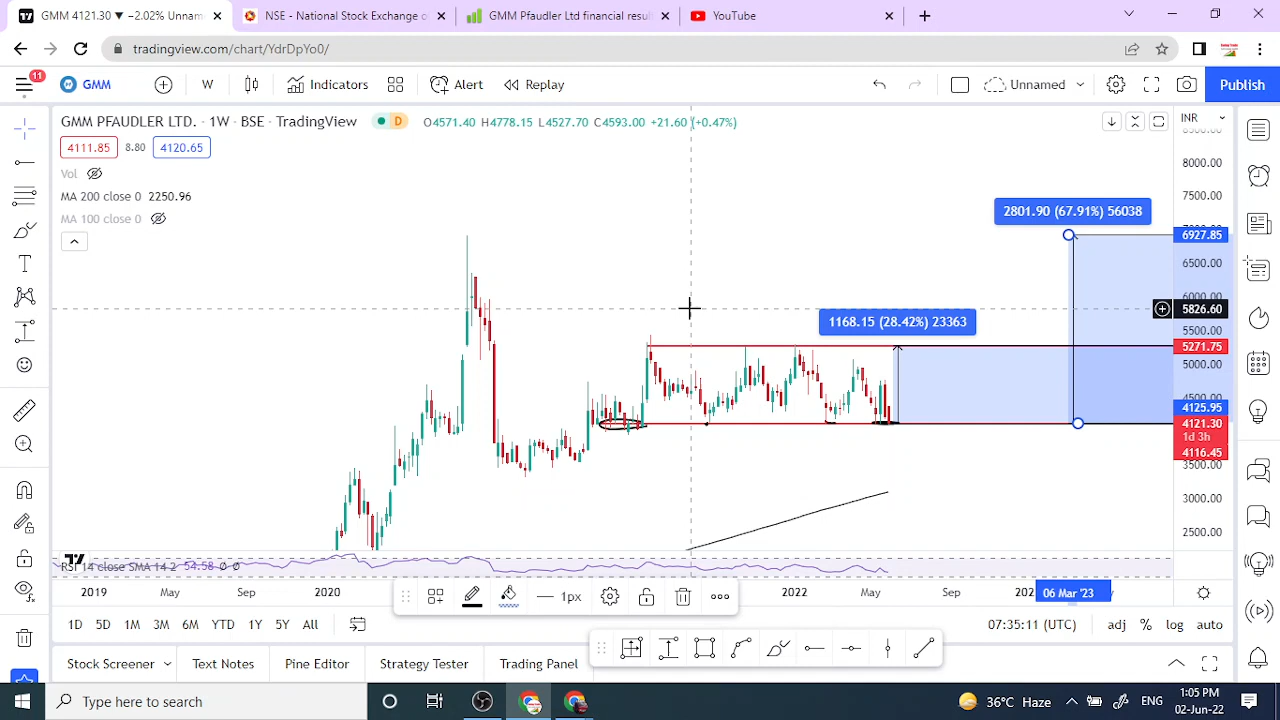 GMM 4121.30 ▼ −2.02% Unname
NSE - National Stock Exchange o
GMM Pfaudler Ltd financial resul
YouTube
tradingview.com/chart/YdrDpYo0/
11
GMM
W
Indicators
Alert
Replay
Unnamed
Publish
GMM PFAUDLER LTD. · 1W · BSE · TradingView
D
O4571.40 H4778.15 L4527.70 C4593.00 +21.60 (+0.47%)
INR
4111.85 8.80 4120.65
Vol
MA 200 close 0 2250.96
MA 100 close 0
8000.00
7500.00
2801.90 (67.91%) 56038
6927.85
6500.00
6000.00
5826.60
1168.15 (28.42%) 23363
5500.00
5271.75
5000.00
4500.00
4125.95
4121.30
1d 3h
4116.45
3500.00
3000.00
2500.00
RSI 14 close SMA 14 2 54.58 Ø Ø
2019 May Sep 2020 2022 May Sep 06 Mar '23
1px
1D 5D 1M 3M 6M YTD 1Y 5Y All
07:35:11 (UTC)
adj % log auto
Stock Screener Text Notes Pine Editor Strategy Tester Trading Panel
Type here to search
36°C Haze
ENG
1:05 PM
02-Jun-22